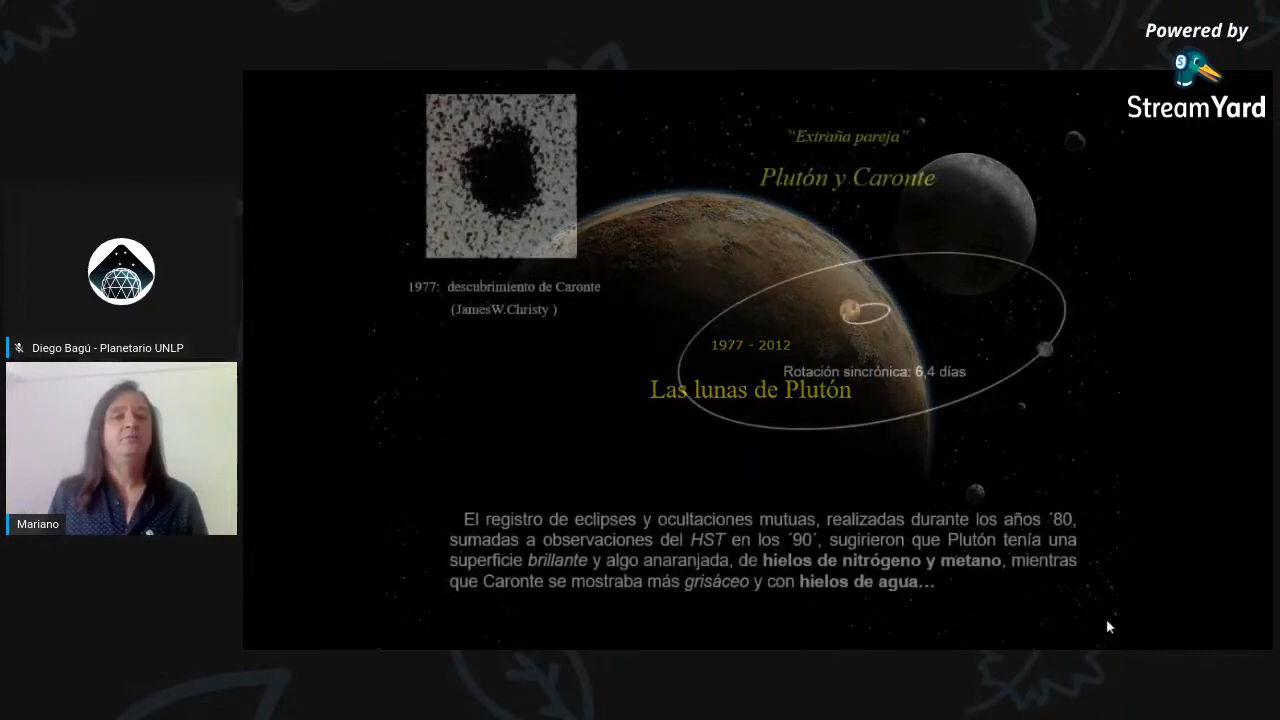 Powered by
StreamYard
"Extraña pareja"
Plutón y Caronte
1977: descubrimiento de Caronte
(JamesW.Christy )
1977 - 2012
Rotación sincrónica: 6,4 días
Las lunas de Plutón
Diego Bagú - Planetario UNLP
Mariano
El registro de eclipses y ocultaciones mutuas, realizadas durante los años ´80,
sumadas a observaciones del HST en los ´90´, sugirieron que Plutón tenía una
superficie brillante y algo anaranjada, de hielos de nitrógeno y metano, mientras
que Caronte se mostraba más grisáceo y con hielos de agua…